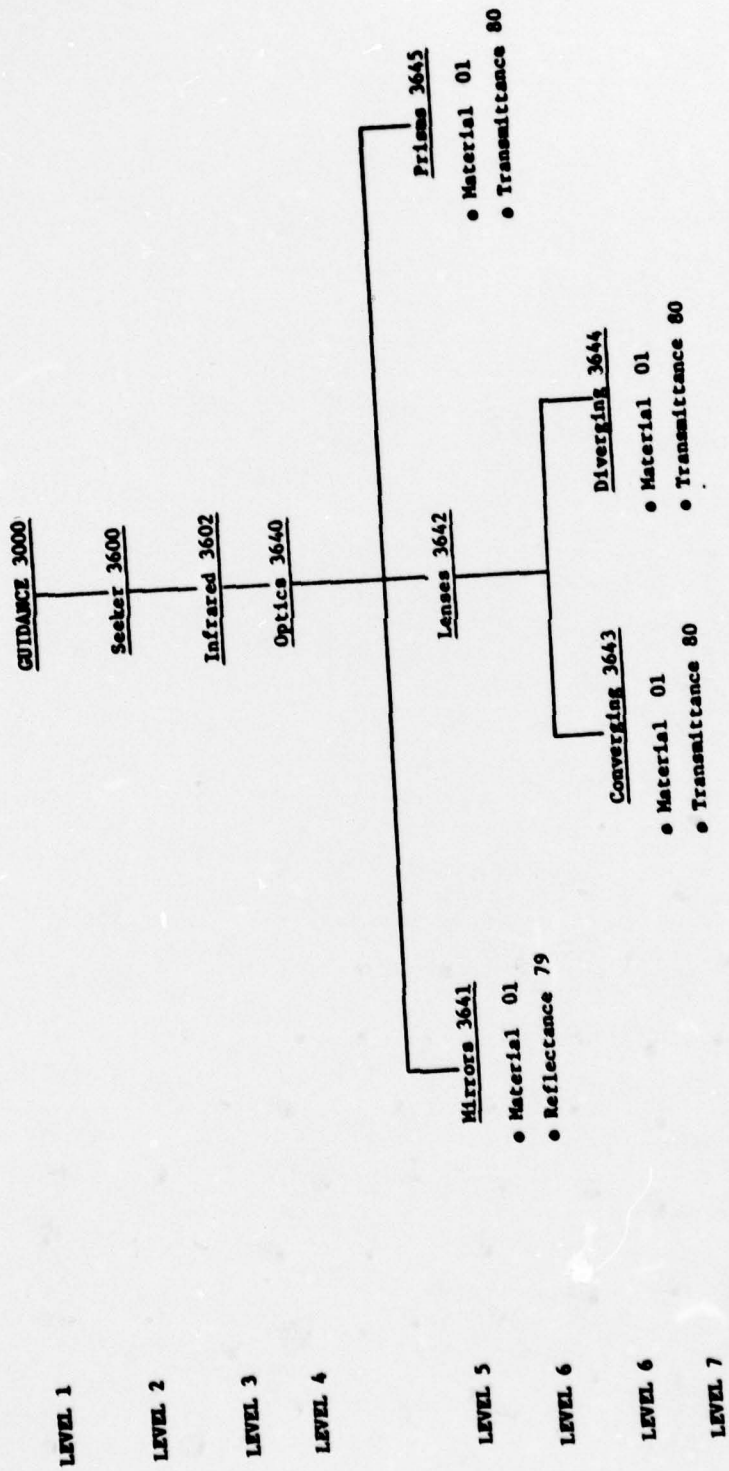 LEVEL 1
GUIDANCE 3000
LEVEL 2
Seeker 3600
LEVEL 3
Infrared 3602
LEVEL 4
Optics 3640
LEVEL 5
Mirrors 3641
• Material 01
• Reflectance 79
Lenses 3642
Prisms 3645
• Material 01
• Transmittance 80
LEVEL 6
LEVEL 6
Converging 3643
• Material 01
• Transmittance 80
Diverging 3644
• Material 01
• Transmittance 80
LEVEL 7